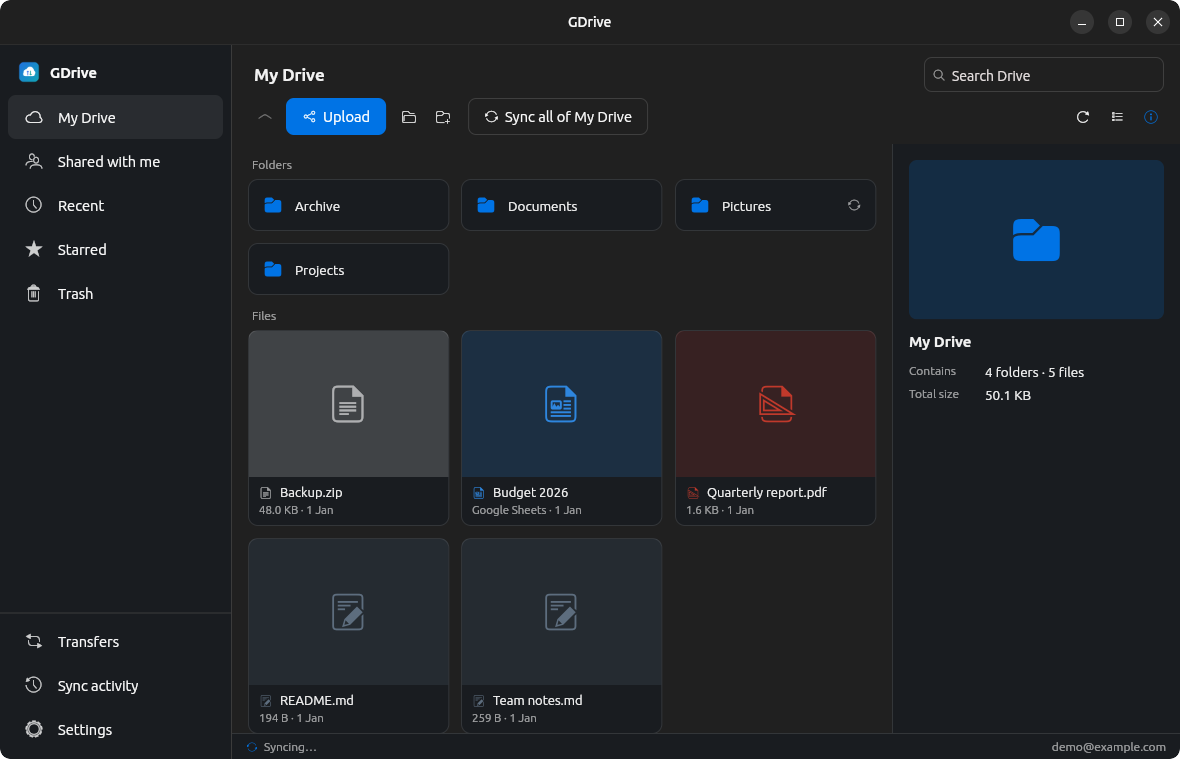 GDrive
GDrive
My Drive
Shared with me
Recent
Starred
Trash
Transfers
Sync activity
Settings
My Drive
Search Drive
Upload
Sync all of My Drive
Folders
Archive
Documents
Pictures
Projects
Files
Backup.zip
48.0 KB · 1 Jan
Budget 2026
Google Sheets · 1 Jan
Quarterly report.pdf
1.6 KB · 1 Jan
README.md
194 B · 1 Jan
Team notes.md
259 B · 1 Jan
My Drive
Contains 4 folders · 5 files
Total size 50.1 KB
Syncing...
demo@example.com